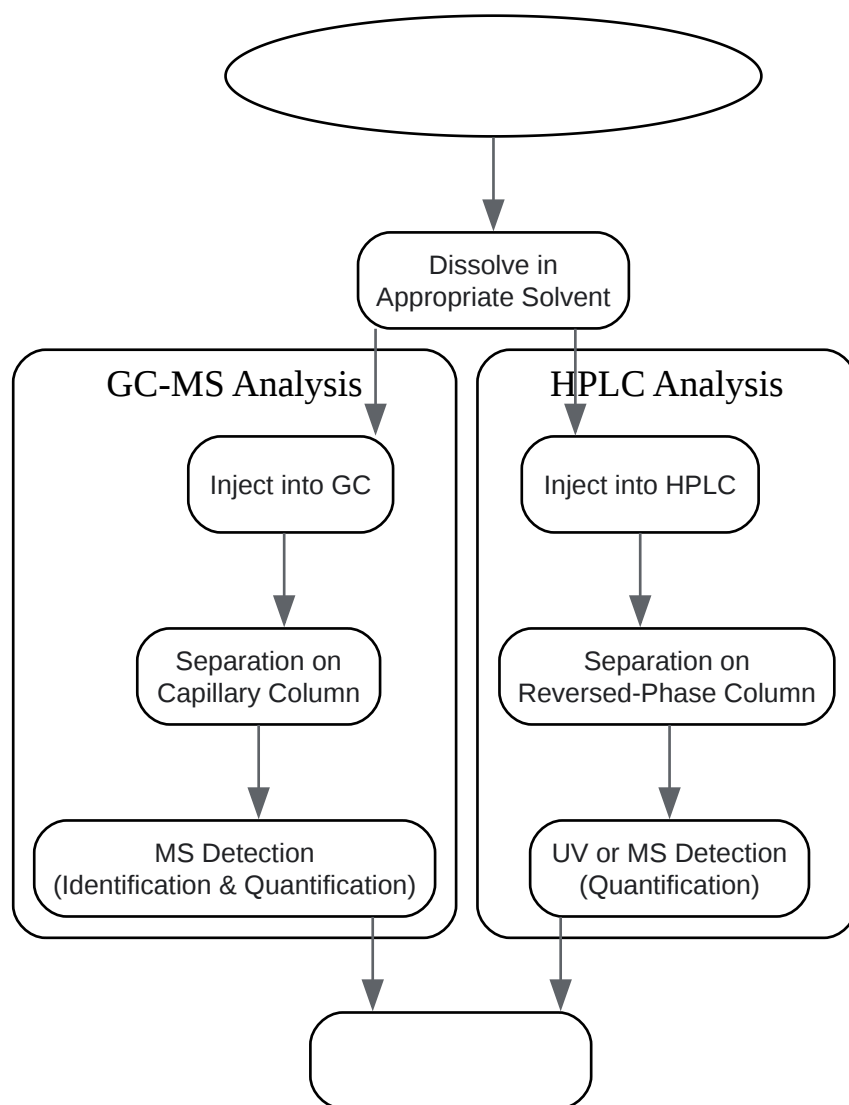 Dissolve in
Appropriate Solvent
GC-MS Analysis
Inject into GC
Separation on
Capillary Column
MS Detection
(Identification & Quantification)
HPLC Analysis
Inject into HPLC
Separation on
Reversed-Phase Column
UV or MS Detection
(Quantification)